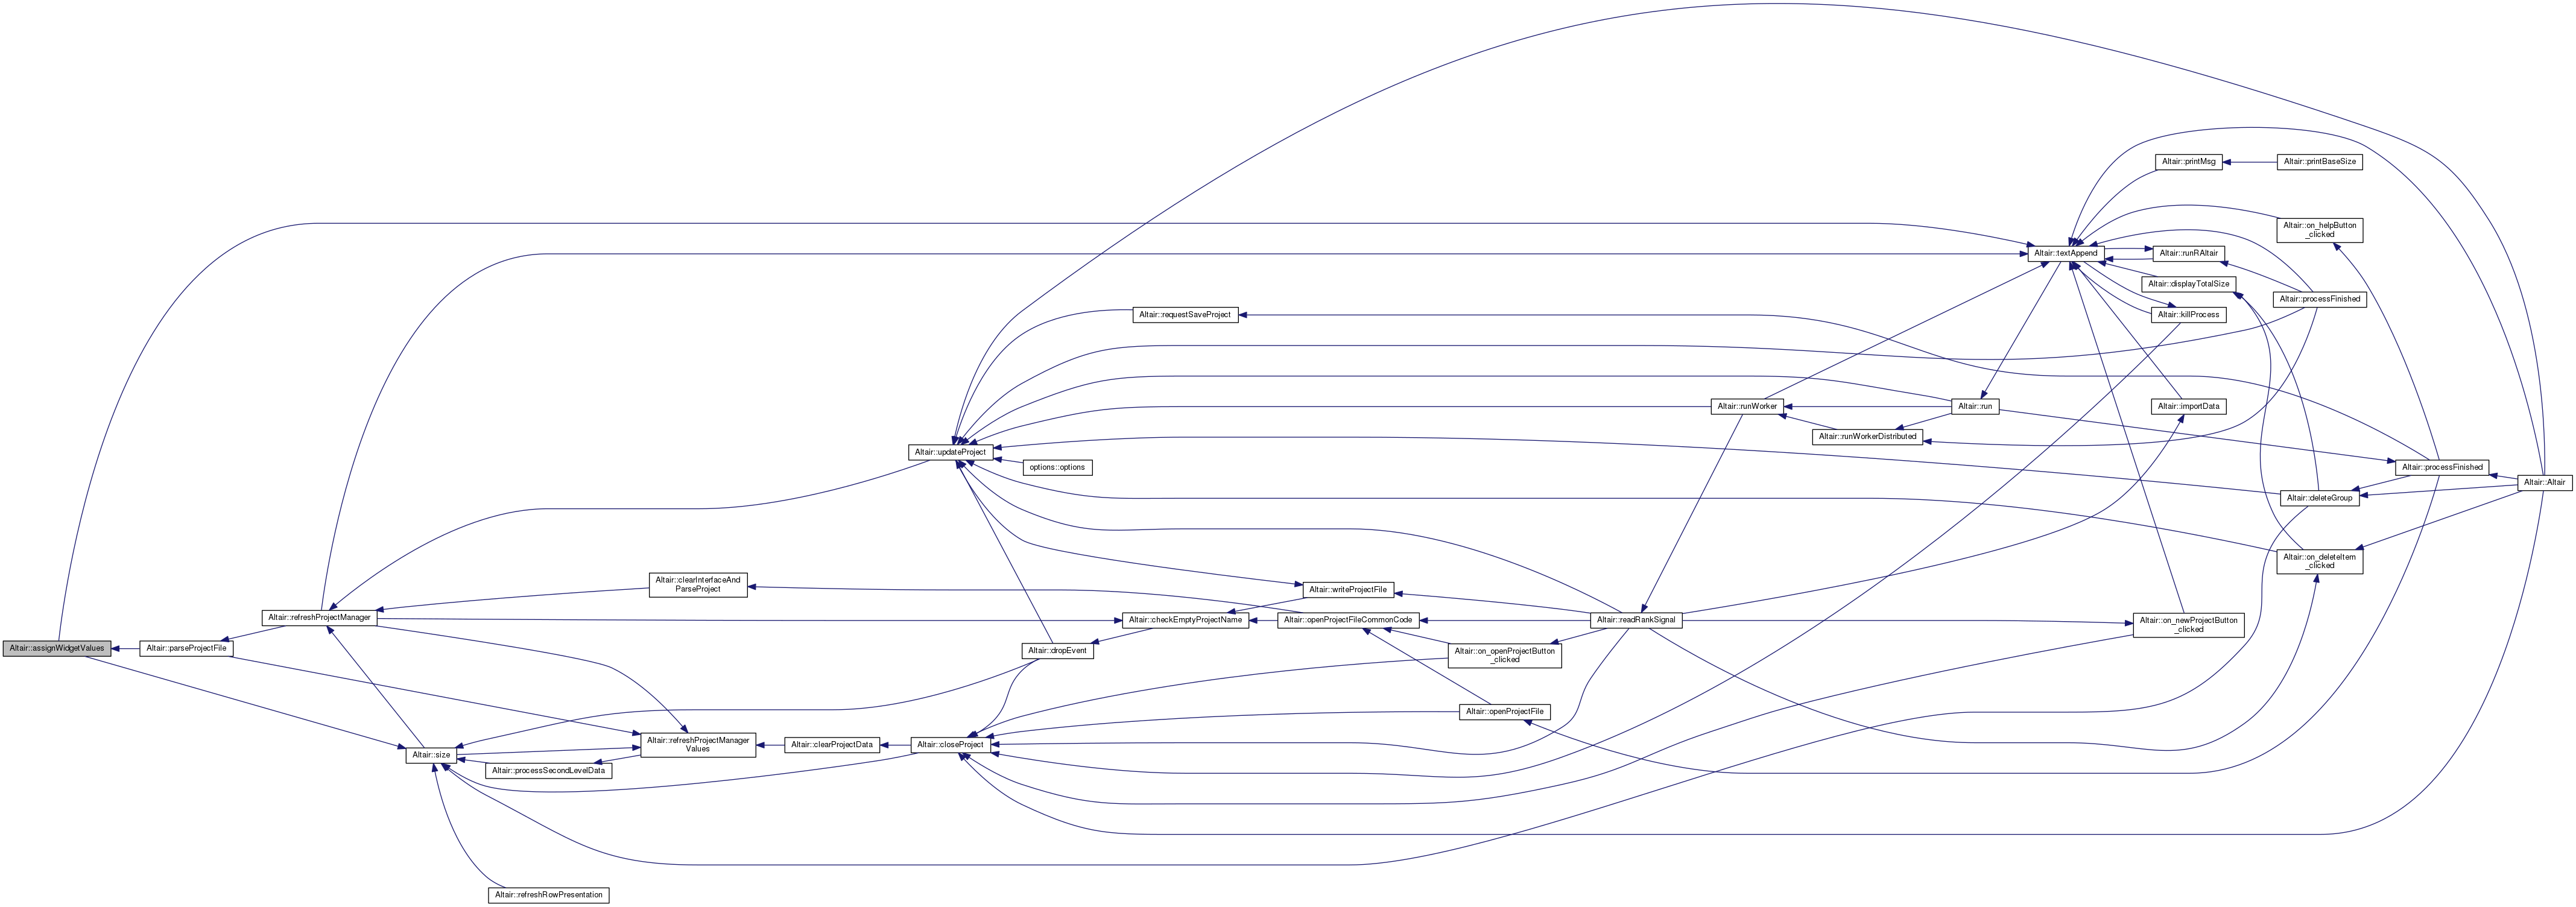 Altair::printMsg
Altair::printBaseSize
Altair::on_helpButton
_clicked
Altair::textAppend
Altair::runRAltair
Altair::displayTotalSize
Altair::processFinished
Altair::requestSaveProject
Altair::killProcess
Altair::runWorker
Altair::run
Altair::importData
Altair::runWorkerDistributed
Altair::updateProject
options::options
Altair::processFinished
Altair::Altair
Altair::deleteGroup
Altair::on_deleteItem
_clicked
Altair::clearInterfaceAnd
ParseProject
Altair::writeProjectFile
Altair::refreshProjectManager
Altair::checkEmptyProjectName
Altair::openProjectFileCommonCode
Altair::readRankSignal
Altair::on_newProjectButton
_clicked
Altair::assignWidgetValues
Altair::parseProjectFile
Altair::dropEvent
Altair::on_openProjectButton
_clicked
Altair::openProjectFile
Altair::size
Altair::refreshProjectManager
Values
Altair::clearProjectData
Altair::closeProject
Altair::processSecondLevelData
Altair::refreshRowPresentation